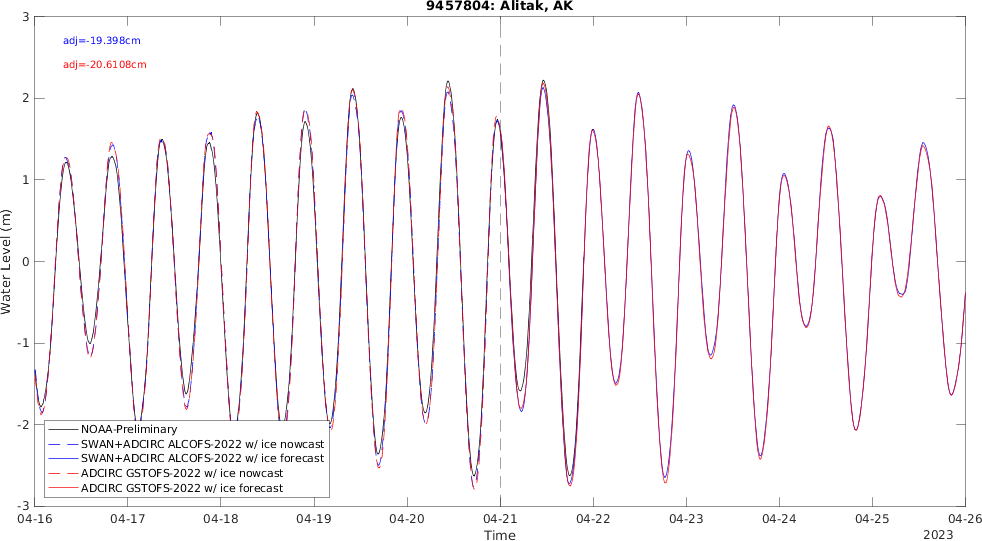 9457804: Alitak, AK
adj=-19.398cm
adj=-20.6108cm
3
2
1
0
-1
-2
-3
Water Level (m)
NOAA-Preliminary
SWAN+ADCIRC ALCOFS-2022 w/ ice nowcast
SWAN+ADCIRC ALCOFS-2022 w/ ice forecast
ADCIRC GSTOFS-2022 w/ ice nowcast
ADCIRC GSTOFS-2022 w/ ice forecast
04-16 04-17 04-18 04-19 04-20 04-21 04-22 04-23 04-24 04-25 04-26
Time
2023